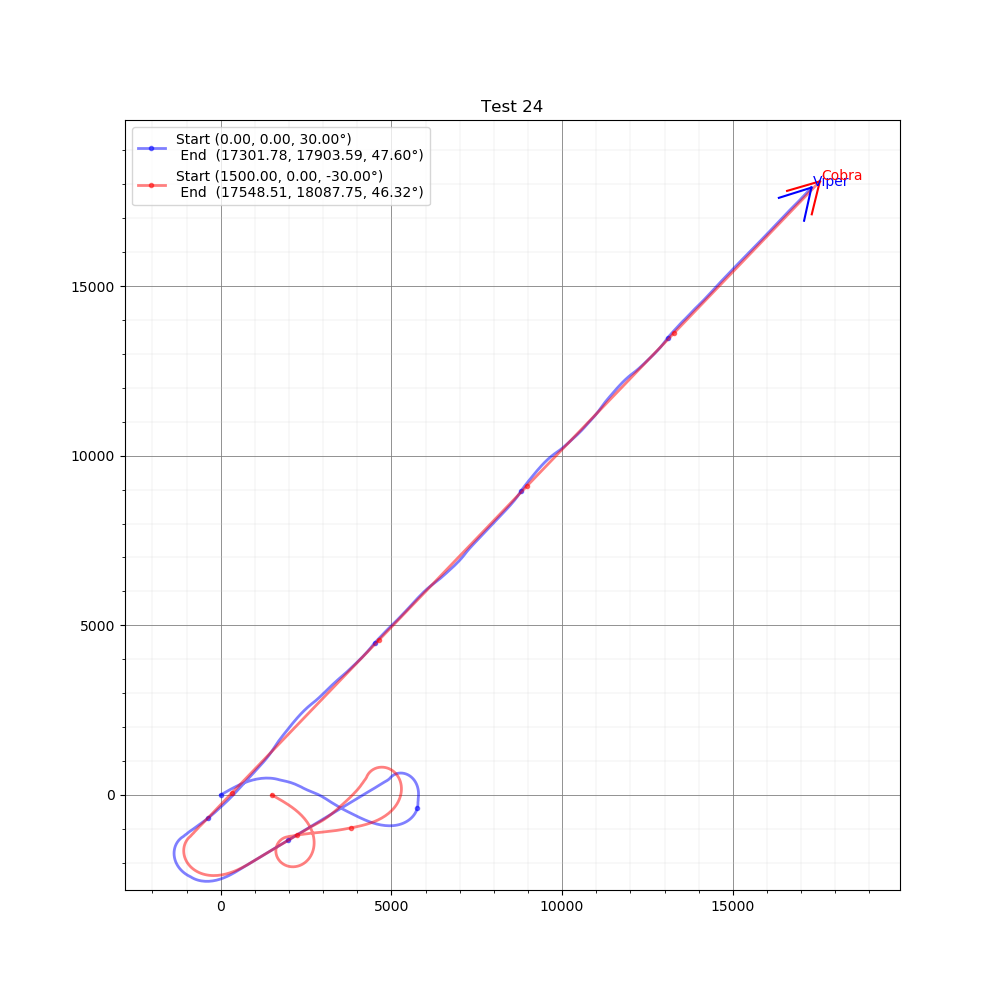 Test 24
Start (0.00, 0.00, 30.00°)
End (17301.78, 17903.59, 47.60°)
Start (1500.00, 0.00, -30.00°)
End (17548.51, 18087.75, 46.32°)
Cobra
Viper
15000
10000
5000
0
0 5000 10000 15000